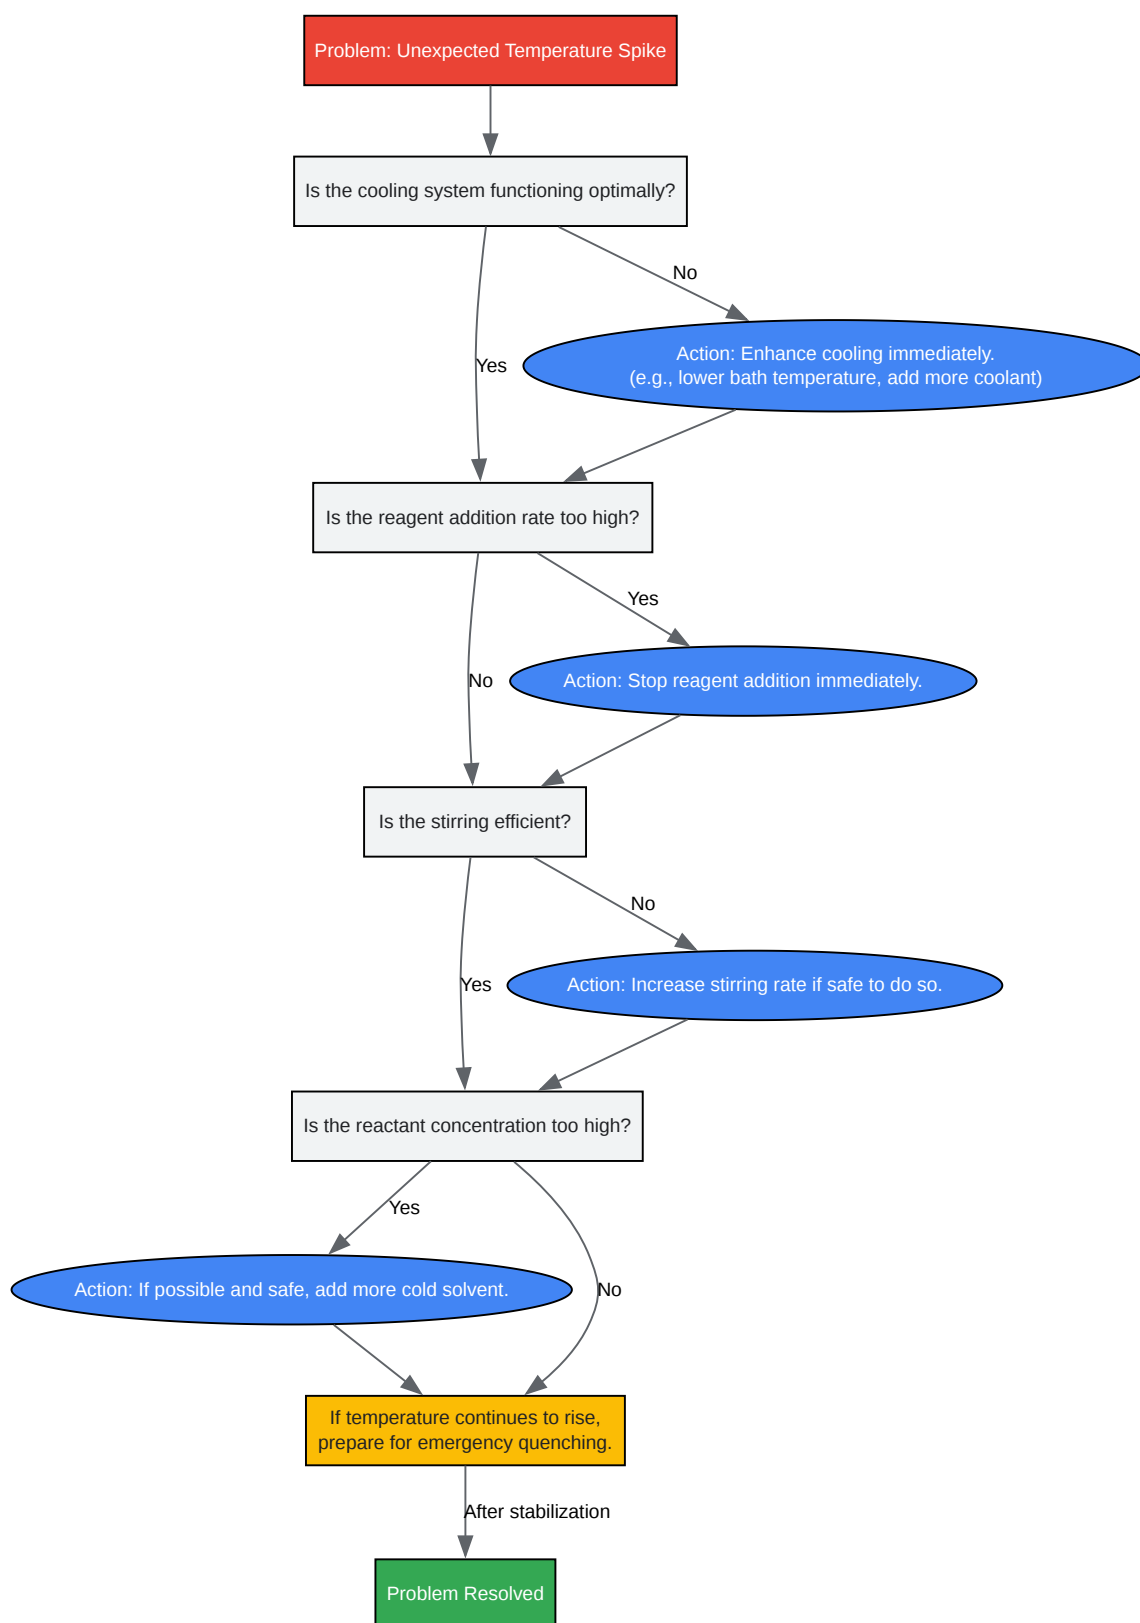 Problem: Unexpected Temperature Spike
Is the cooling system functioning optimally?
No
Yes
Action: Enhance cooling immediately.
(e.g., lower bath temperature, add more coolant)
Is the reagent addition rate too high?
Yes
No
Action: Stop reagent addition immediately.
Is the stirring efficient?
No
Yes
Action: Increase stirring rate if safe to do so.
Is the reactant concentration too high?
Yes
Action: If possible and safe, add more cold solvent.
No
If temperature continues to rise,
prepare for emergency quenching.
After stabilization
Problem Resolved